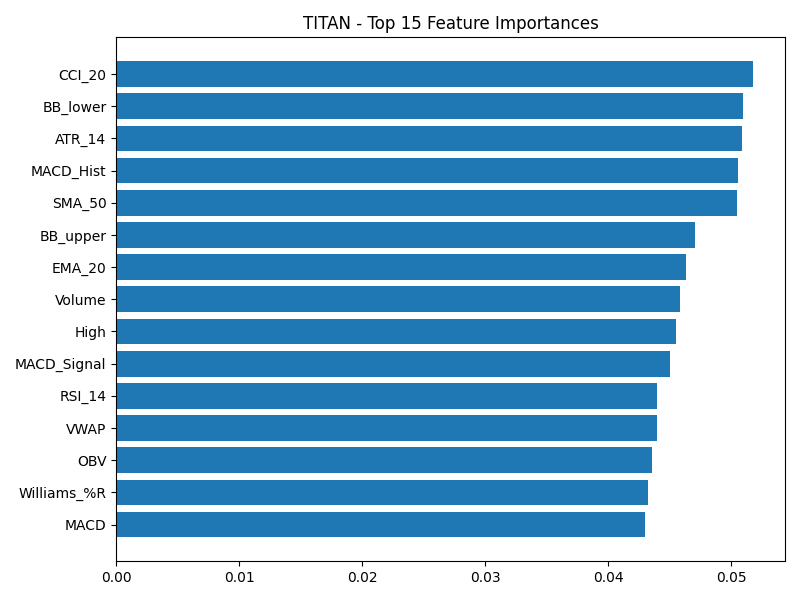 TITAN - Top 15 Feature Importances
CCI_20
BB_lower
ATR_14
MACD_Hist
SMA_50
BB_upper
EMA_20
Volume
High
MACD_Signal
RSI_14
VWAP
OBV
Williams_%R
MACD
0.00 0.01 0.02 0.03 0.04 0.05